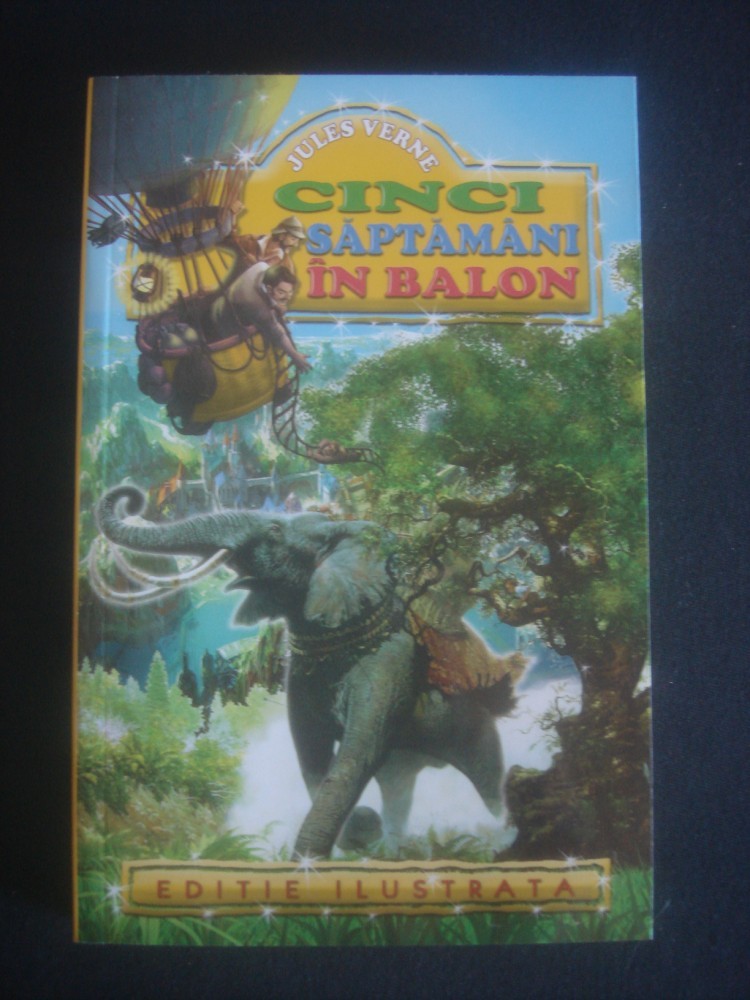 JULES VERNE
CINCI
SĂPTĂMÂNI
ÎN BALON
EDITIE ILUSTRATA